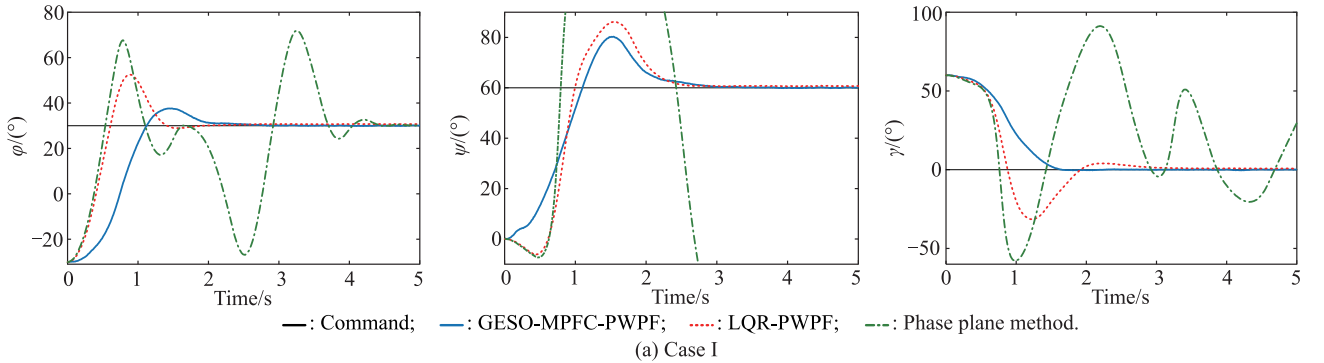 80
60
40
20
0
−20
φ/(°)
0 1 2 3 4 5
Time/s
80
60
40
20
0
ψ/(°)
0 1 2 3 4 5
Time/s
100
50
0
−50
γ/(°)
0 1 2 3 4 5
Time/s
: Command; : GESO-MPFC-PWPF; : LQR-PWPF; : Phase plane method.
(a) Case I